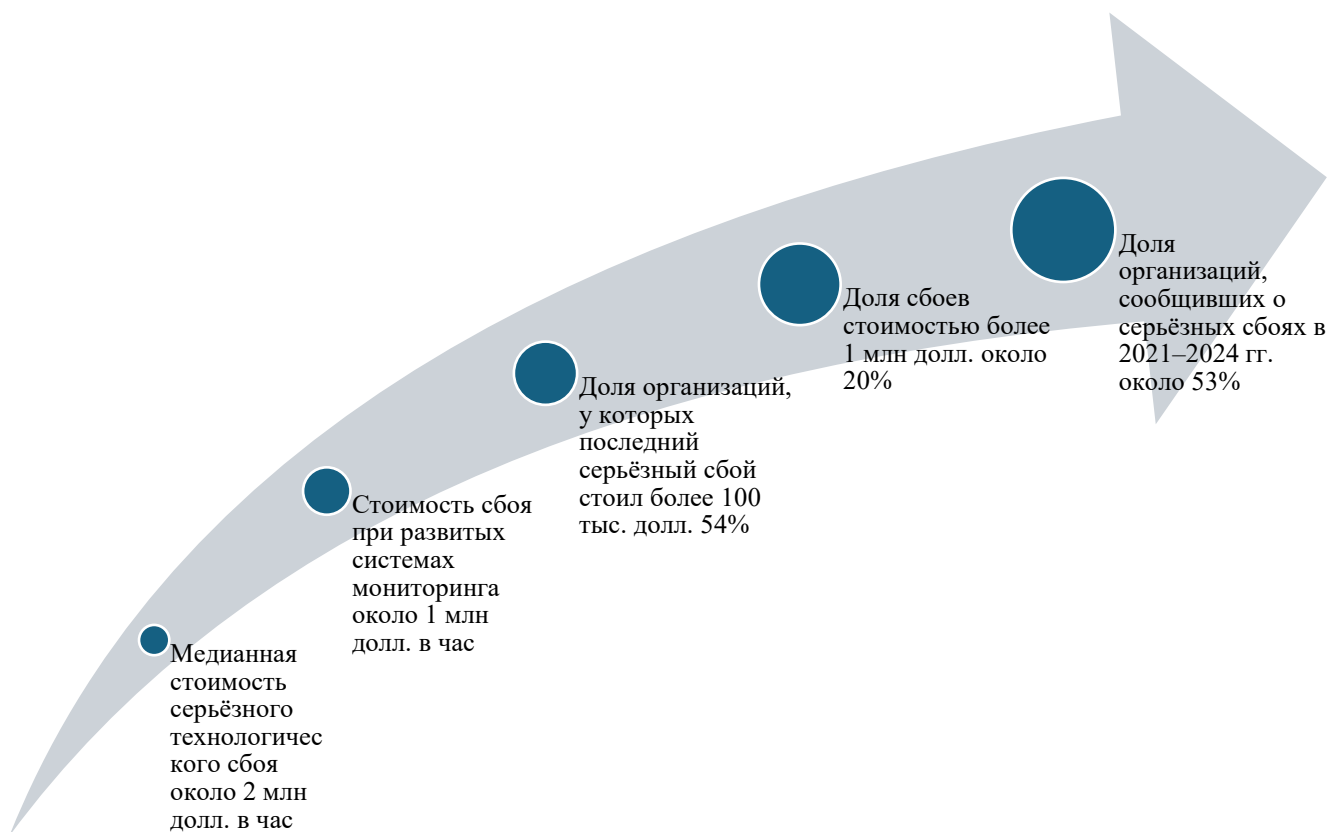 Медианная
стоимость
серьёзного
технологичес
кого сбоя
около 2 млн
долл. в час
Стоимость сбоя
при развитых
системах
мониторинга
около 1 млн
долл. в час
Доля организаций,
у которых
последний
серьёзный сбой
стоил более 100
тыс. долл. 54%
Доля сбоев
стоимостью более
1 млн долл. около
20%
Доля
организаций,
сообщивших о
серьёзных сбоях в
2021–2024 гг.
около 53%